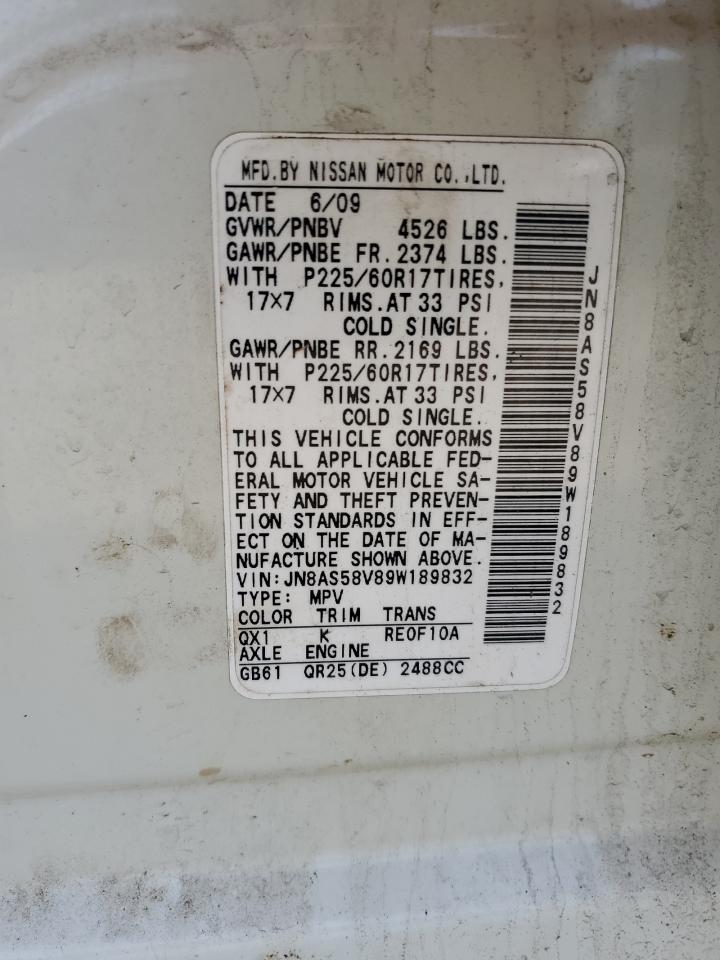 MFD.BY NISSAN MOTOR CO.,LTD.
DATE 6/09
GVWR/PNBV 4526 LBS.
GAWR/PNBE FR.2374 LBS.
WITH P225/60R17TIRES,
17×7 RIMS.AT 33 PSI
COLD SINGLE.
GAWR/PNBE RR.2169 LBS.
WITH P225/60R17TIRES,
17×7 RIMS.AT 33 PSI
COLD SINGLE.
THIS VEHICLE CONFORMS
TO ALL APPLICABLE FED-
ERAL MOTOR VEHICLE SA-
FETY AND THEFT PREVEN-
TION STANDARDS IN EFF-
ECT ON THE DATE OF MA-
NUFACTURE SHOWN ABOVE.
VIN:JN8AS58V89W189832
TYPE: MPV
COLOR TRIM TRANS
QX1 K RE0F10A
AXLE ENGINE
GB61 QR25(DE) 2488CC
JN8AS58V89W189832